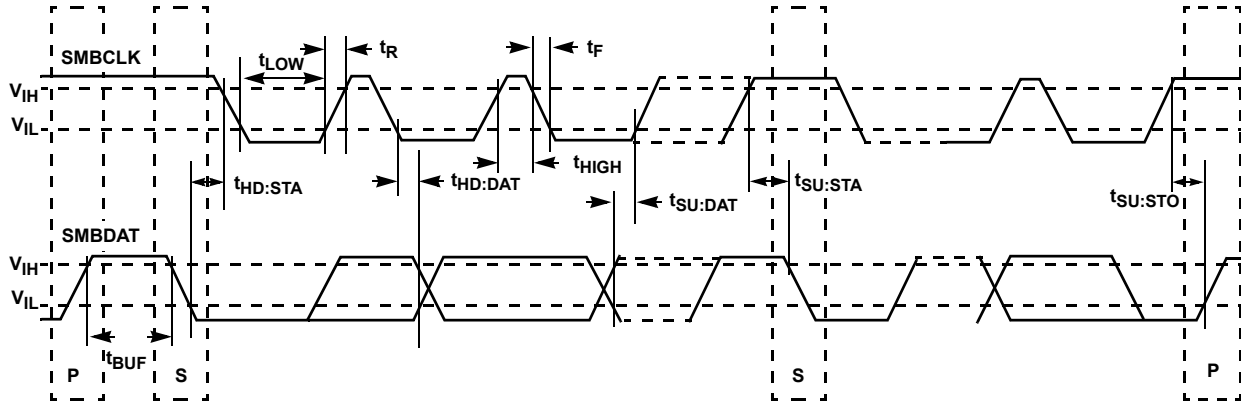 SMBCLK
tLOW
tR
tF
VIH
VIL
tHD:STA
tHD:DAT
tHIGH
tSU:DAT
tSU:STA
tSU:STO
SMBDAT
VIH
VIL
tBUF
P
S
S
P